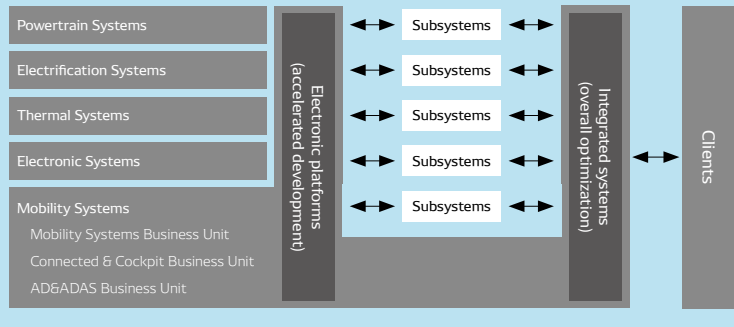 Powertrain Systems
Electrification Systems
Thermal Systems
Electronic Systems
Mobility Systems
Mobility Systems Business Unit
Connected & Cockpit Business Unit
AD&ADAS Business Unit
Electronic platforms
(accelerated development)
Subsystems
Subsystems
Subsystems
Subsystems
Subsystems
Integrated systems
(overall optimization)
Clients